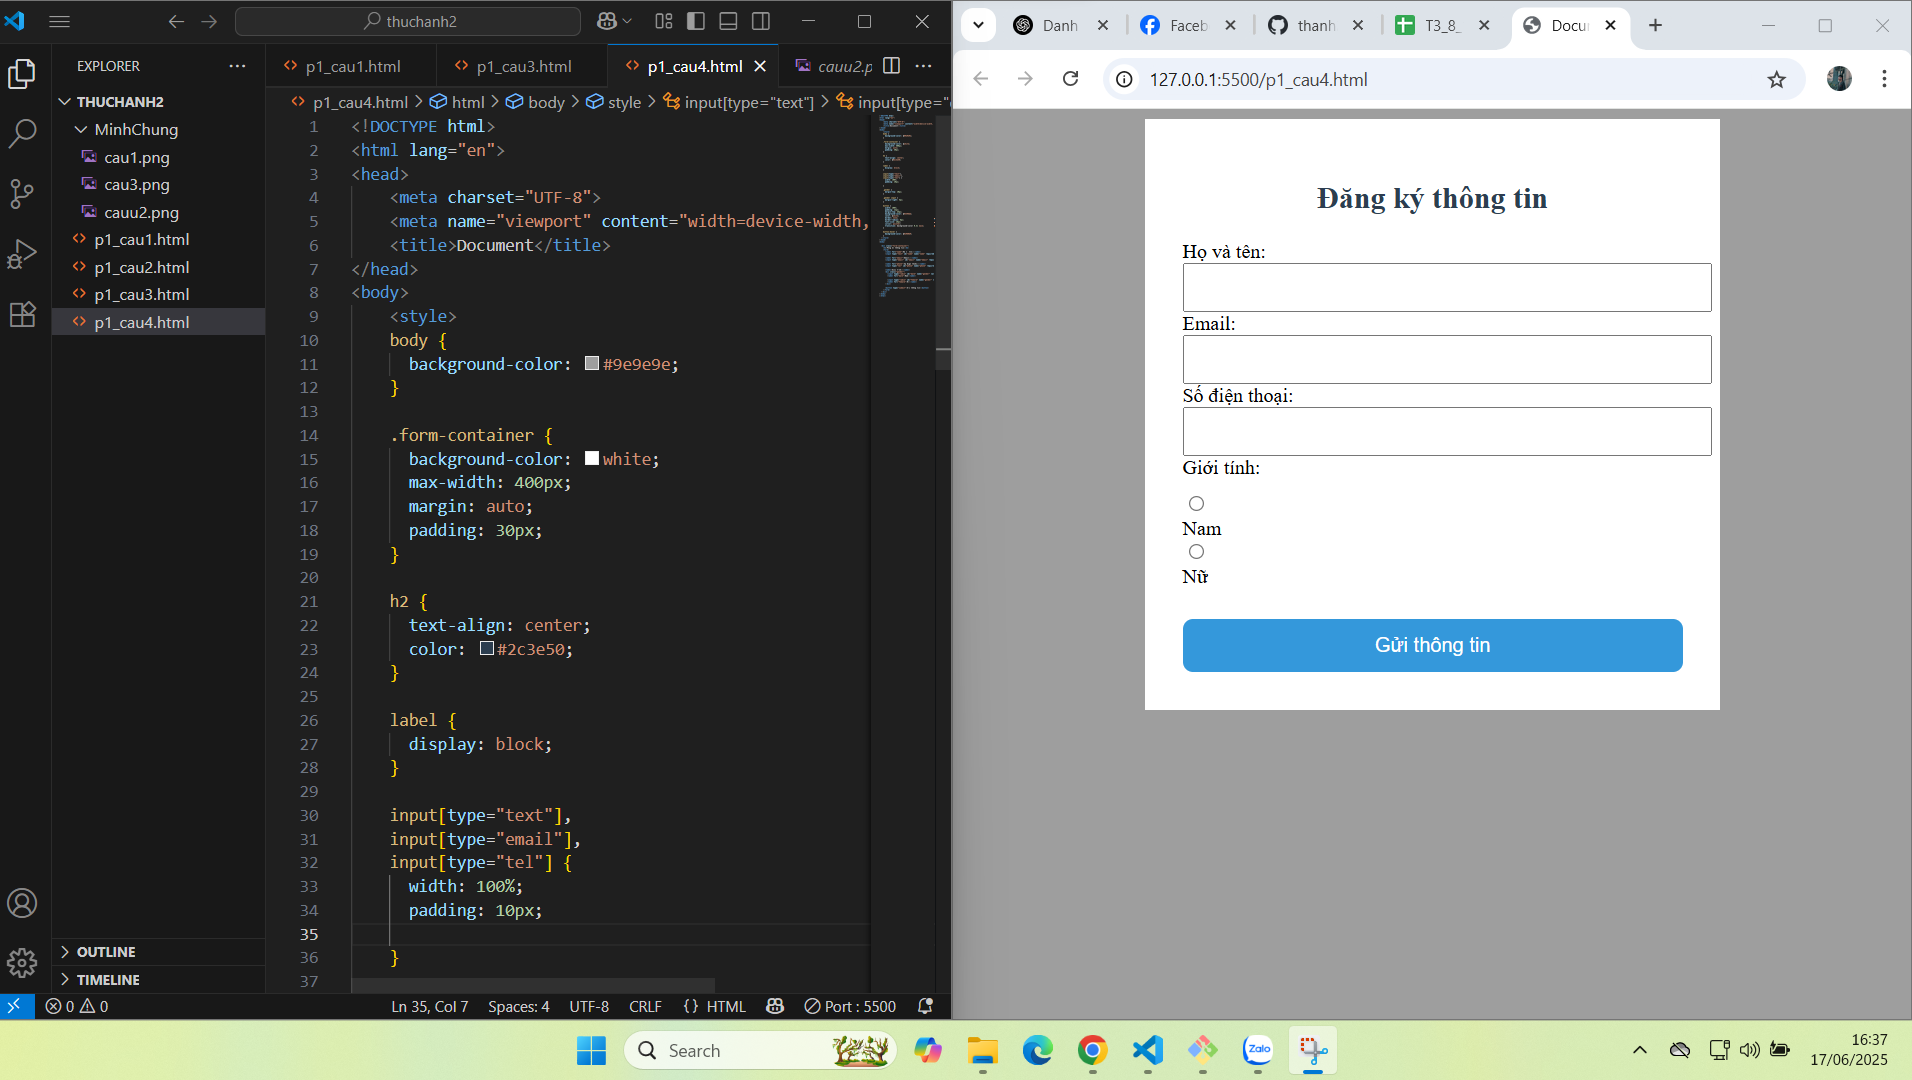 thuchanh2
EXPLORER
THUCHANH2
MinhChung
cau1.png
cau3.png
cauu2.png
p1_cau1.html
p1_cau2.html
p1_cau3.html
p1_cau4.html
OUTLINE
TIMELINE
p1_cau1.html
p1_cau3.html
p1_cau4.html
cauu2.p
p1_cau4.html > html > body > style > input[type="text"] > input[type="
1 <!DOCTYPE html>
2 <html lang="en">
3 <head>
4 <meta charset="UTF-8">
5 <meta name="viewport" content="width=device-width,
6 <title>Document</title>
7 </head>
8 <body>
9 <style>
10 body {
11 background-color: #9e9e9e;
12 }
13
14 .form-container {
15 background-color: white;
16 max-width: 400px;
17 margin: auto;
18 padding: 30px;
19 }
20
21 h2 {
22 text-align: center;
23 color: #2c3e50;
24 }
25
26 label {
27 display: block;
28 }
29
30 input[type="text"],
31 input[type="email"],
32 input[type="tel"] {
33 width: 100%;
34 padding: 10px;
35
36 }
37
0 0
Ln 35, Col 7 Spaces: 4 UTF-8 CRLF {} HTML Port : 5500
Danh
Faceb
thanh
T3_8_
Docu
127.0.0.1:5500/p1_cau4.html
Đăng ký thông tin
Họ và tên:
Email:
Số điện thoại:
Giới tính:
Nam
Nữ
Gửi thông tin
Search
Zalo
16:37
17/06/2025